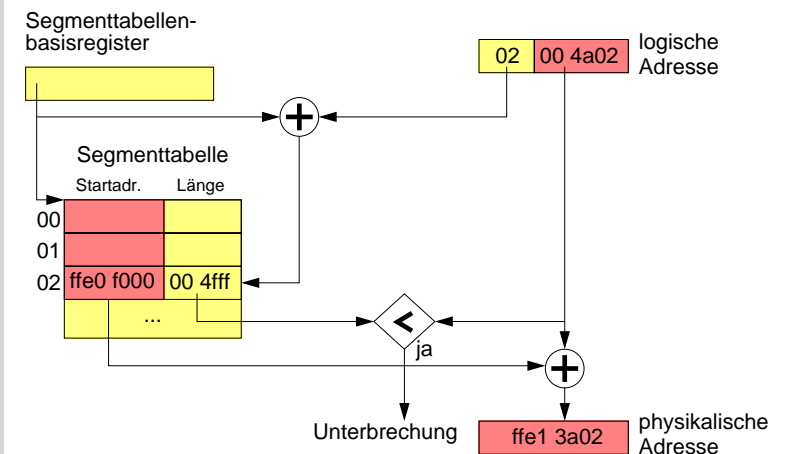 Segmenttabellen-
basisregister
02 00 4a02
logische
Adresse
+
Segmenttabelle
Startadr. Länge
00
01
02 ffe0 f000 00 4fff
...
<
ja
+
Unterbrechung
ffe1 3a02
physikalische
Adresse